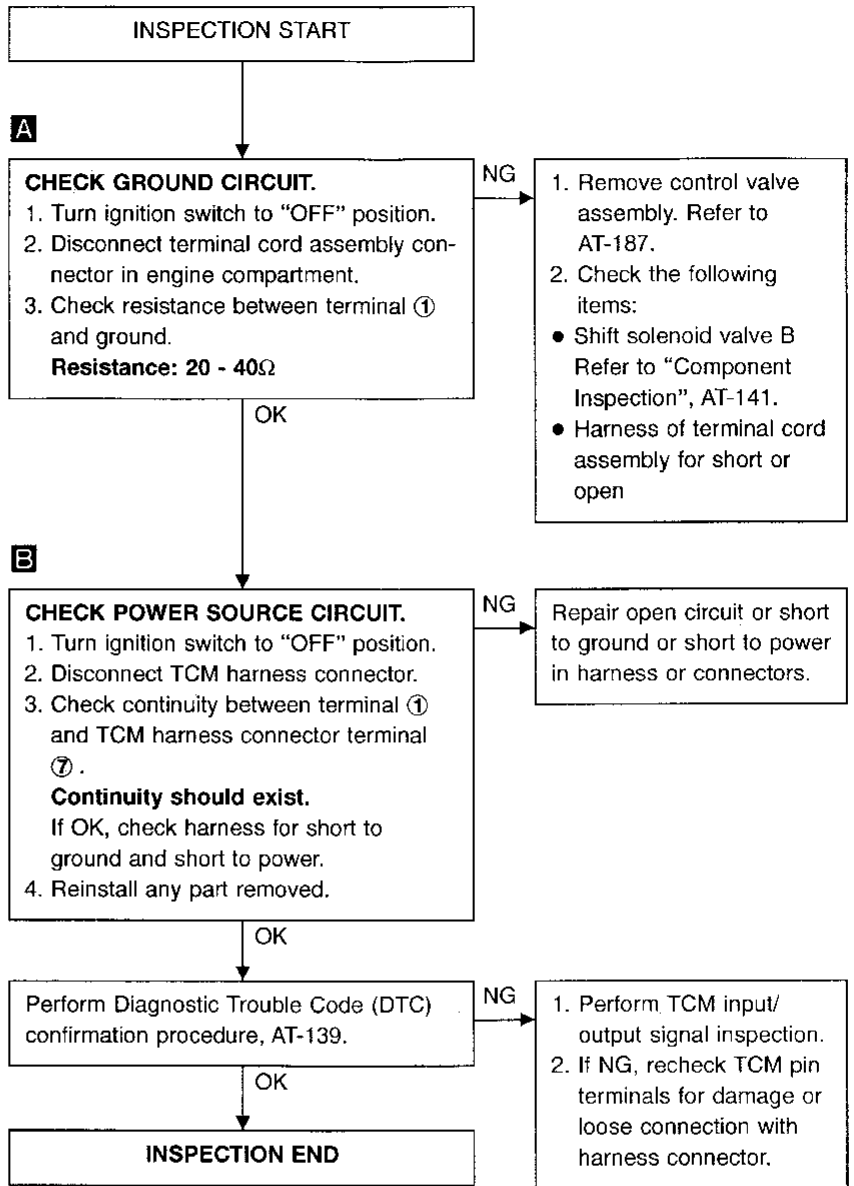 INSPECTION START
A
CHECK GROUND CIRCUIT.
1. Turn ignition switch to "OFF" position.
2. Disconnect terminal cord assembly con-
nector in engine compartment.
3. Check resistance between terminal ①
and ground.
Resistance: 20 - 40Ω
NG
1. Remove control valve
assembly. Refer to
AT-187.
2. Check the following
items:
● Shift solenoid valve B
Refer to "Component
Inspection", AT-141.
● Harness of terminal cord
assembly for short or
open
OK
B
CHECK POWER SOURCE CIRCUIT.
1. Turn ignition switch to "OFF" position.
2. Disconnect TCM harness connector.
3. Check continuity between terminal ①
and TCM harness connector terminal
⑦ .
Continuity should exist.
If OK, check harness for short to
ground and short to power.
4. Reinstall any part removed.
NG
Repair open circuit or short
to ground or short to power
in harness or connectors.
OK
Perform Diagnostic Trouble Code (DTC)
confirmation procedure, AT-139.
NG
1. Perform TCM input/
output signal inspection.
2. If NG, recheck TCM pin
terminals for damage or
loose connection with
harness connector.
OK
INSPECTION END